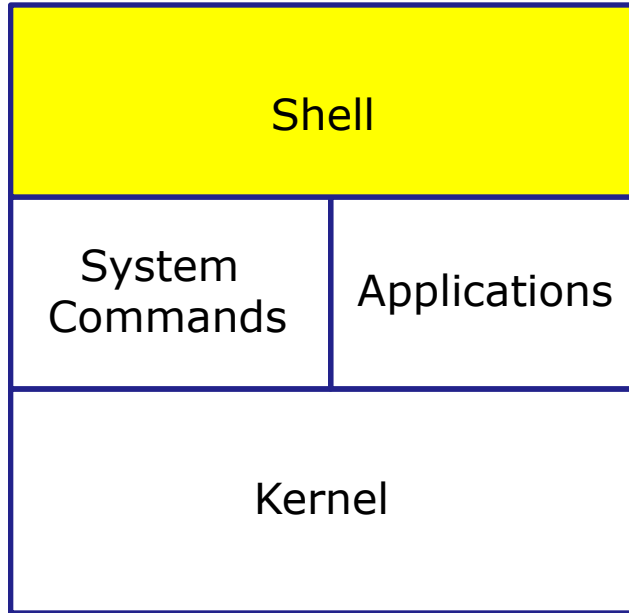 Shell
System
Commands
Applications
Kernel